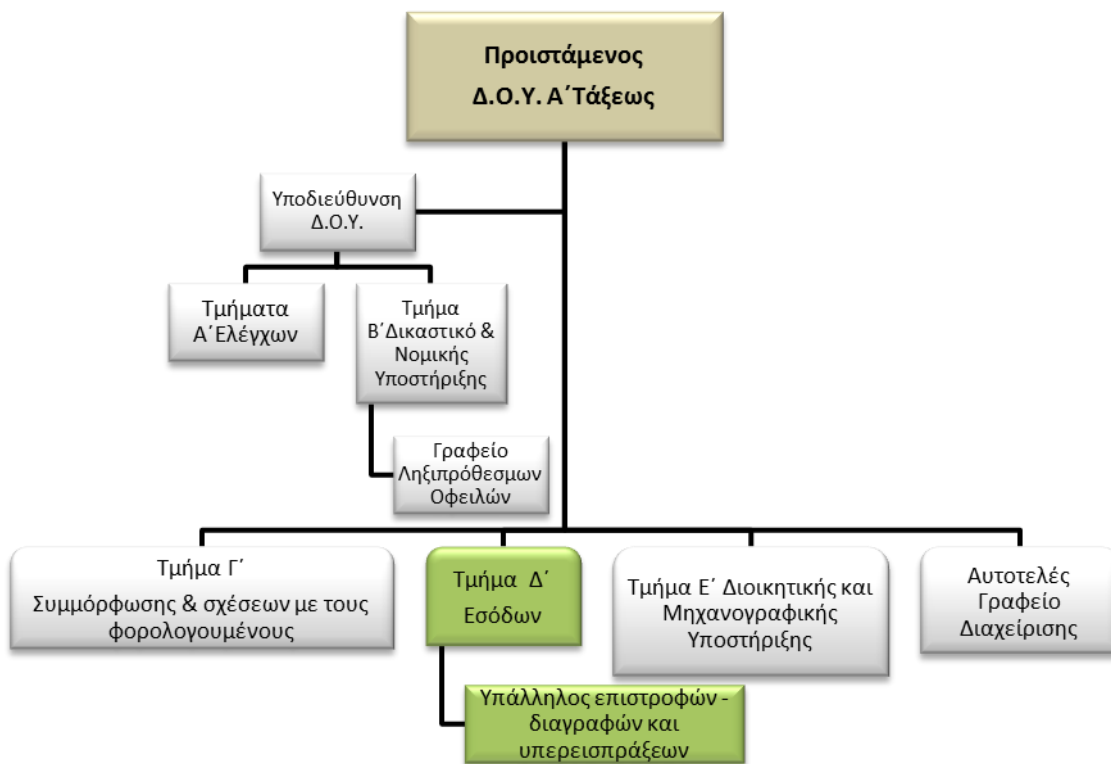 Προιστάμενος
Δ.Ο.Υ. Α΄Τάξεως
Υποδιεύθυνση
Δ.Ο.Υ.
Τμήματα
Α΄Ελέγχων
Τμήμα
Β΄Δικαστικό &
Νομικής
Υποστήριξης
Γραφείο
Ληξιπρόθεσμων
Οφειλών
Τμήμα Γ΄
Συμμόρφωσης & σχέσεων με τους
φορολογουμένους
Τμήμα Δ΄
Εσόδων
Τμήμα Ε΄ Διοικητικής και
Μηχανογραφικής
Υποστήριξης
Αυτοτελές
Γραφείο
Διαχείρισης
Υπάλληλος επιστροφών -
διαγραφών και
υπερεισπράξεων